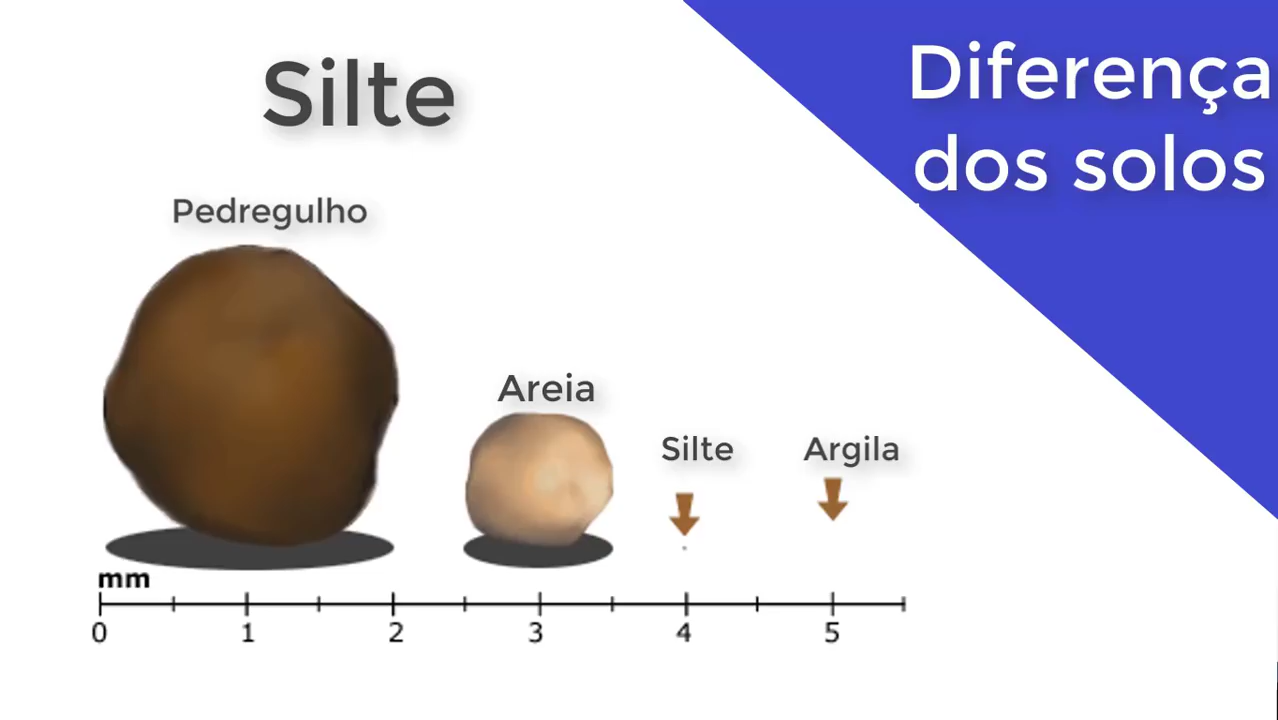 Silte
Diferença
dos solos
Pedregulho
Areia
Silte
Argila
mm
0 1 2 3 4 5